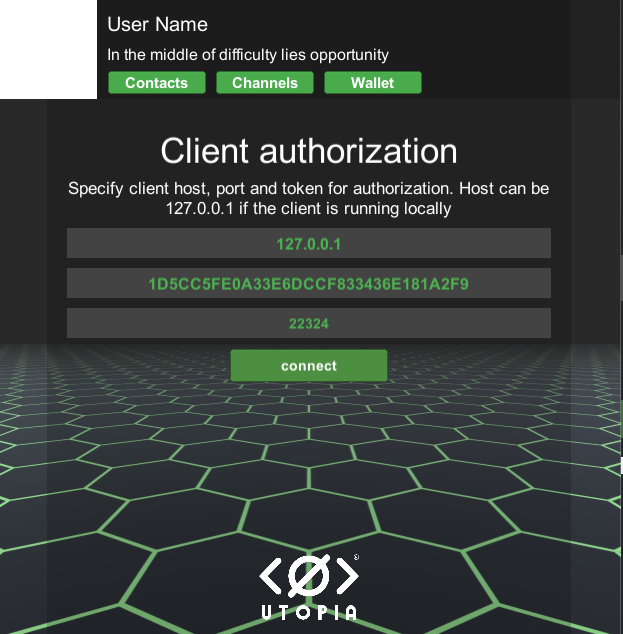 User Name
In the middle of difficulty lies opportunity
Contacts Channels Wallet
Client authorization
Specify client host, port and token for authorization. Host can be
127.0.0.1 if the client is running locally
127.0.0.1
1D5CC5FE0A33E6DCCF833436E181A2F9
22324
connect
UTOPIA